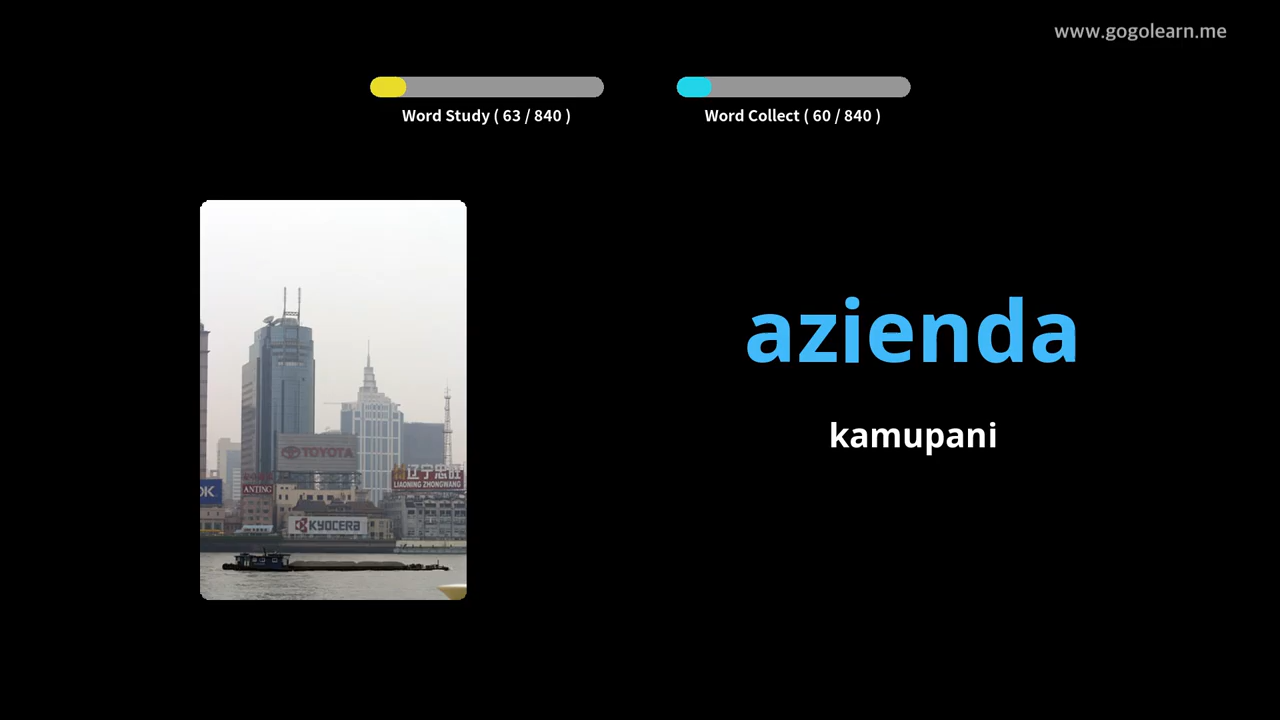 www.gogolearn.me
Word Study ( 63 / 840 )
Word Collect ( 60 / 840 )
azienda
kamupani
TOYOTA
辽宁忠旺
LIAONING ZHONGWANG
OK
ANTING
KYOCERA